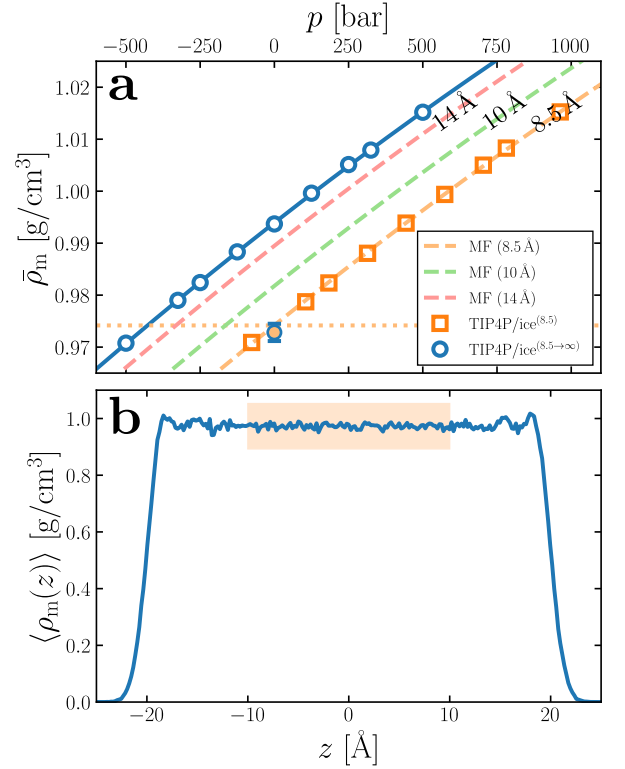 p [bar]
−500 −250 0 250 500 750 1000
a
1.02
1.01
1.00
0.99
0.98
0.97
ρ̄m [g/cm³]
14 Å
10 Å
8.5 Å
MF (8.5 Å)
MF (10 Å)
MF (14 Å)
TIP4P/ice(8.5)
TIP4P/ice(8.5→∞)
b
1.0
0.8
0.6
0.4
0.2
0.0
⟨ρm(z)⟩ [g/cm³]
−20 −10 0 10 20
z [Å]